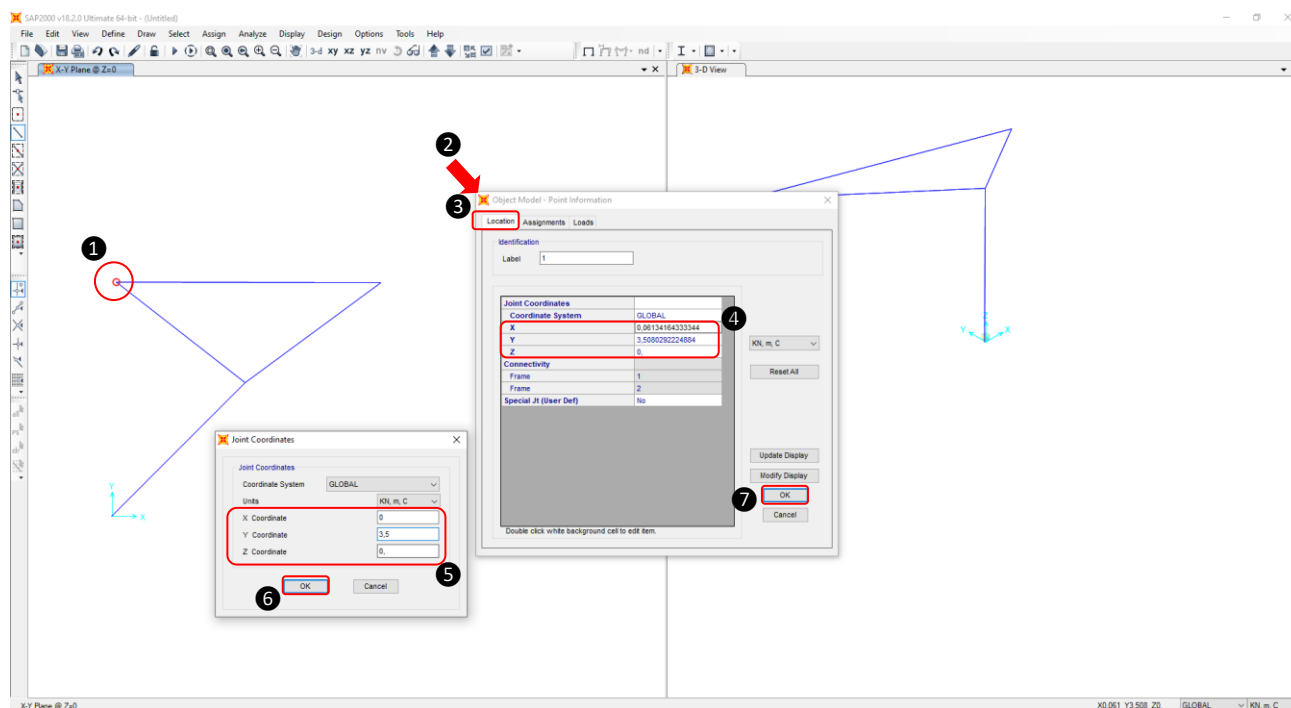 SAP2000 v18.2.0 Ultimate 64-bit - (Untitled)
File Edit View Define Draw Select Assign Analyze Display Design Options Tools Help
3-d xy xz yz nv
nd
X-Y Plane @ Z=0
3-D View
2
3
Object Model - Point Information
Location Assignments Loads
Identification
Label 1
1
Joint Coordinates
Coordinate System GLOBAL
4
X 0,06134164333344
Y 3,5080292224884
Z 0,
KN, m, C
Connectivity
Frame 1
Frame 2
Reset All
Special Jt (User Def) No
Update Display
Modify Display
7
OK
Cancel
Double click white background cell to edit item.
Z
Y X
Joint Coordinates
Joint Coordinates
Coordinate System GLOBAL
Units KN, m, C
X Coordinate 0
Y Coordinate 3,5
Z Coordinate 0,
5
6
OK Cancel
Y
X
X-Y Plane @ Z=0
X0.061 Y3.508 Z0. GLOBAL KN, m, C